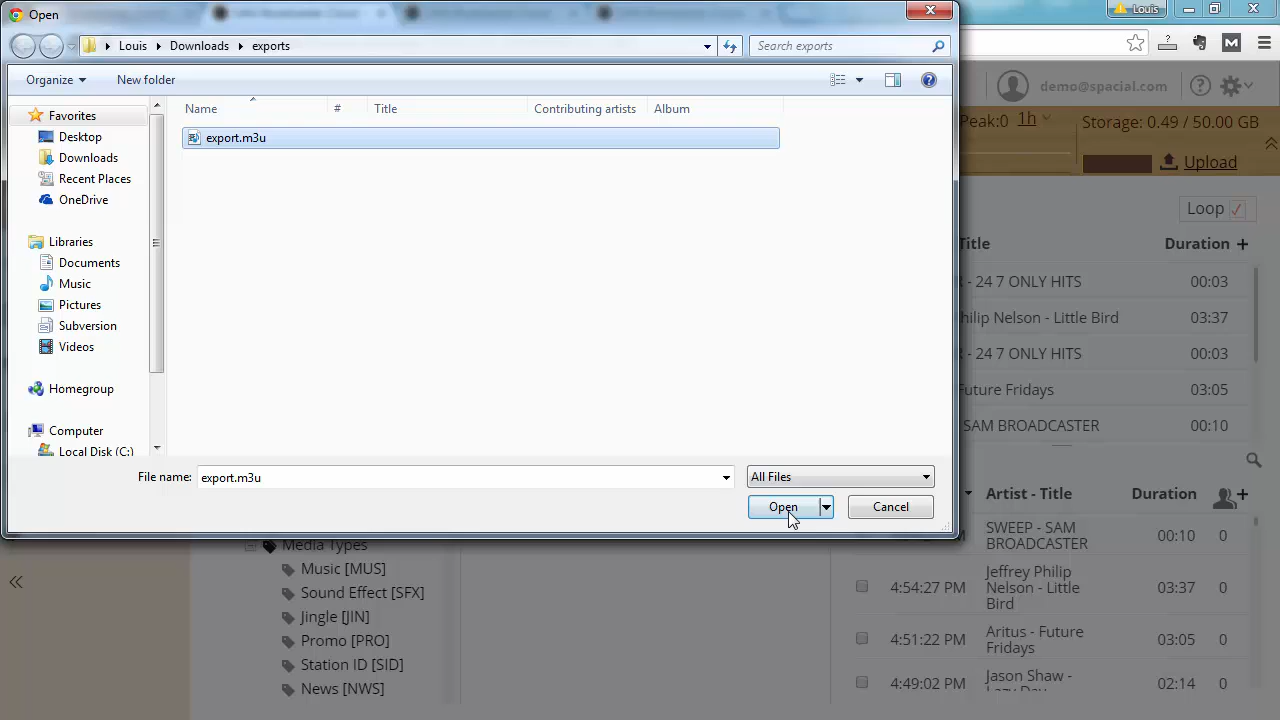 Open
Louis
Louis Downloads exports
Search exports
Organize New folder
demo@spacial.com
Favorites
Name # Title Contributing artists Album
Peak:0 1h Storage: 0.49 / 50.00 GB
Desktop
export.m3u
Downloads
Upload
Recent Places
OneDrive
Loop
Libraries
Title Duration
Documents
Music
- 24 7 ONLY HITS 00:03
Pictures
Philip Nelson - Little Bird 03:37
Subversion
Videos
- 24 7 ONLY HITS 00:03
Homegroup
Future Fridays 03:05
Computer
SAM BROADCASTER 00:10
Local Disk (C:)
File name: export.m3u All Files
Open Cancel
Artist - Title Duration
Media Types
SWEEP - SAM
BROADCASTER 00:10 0
Music [MUS]
Sound Effect [SFX]
Jingle [JIN]
Promo [PRO]
Station ID [SID]
News [NWS]
4:54:27 PM Jeffrey Philip
Nelson - Little
Bird 03:37 0
4:51:22 PM Aritus - Future
Fridays 03:05 0
4:49:02 PM Jason Shaw -
Lazy Day 02:14 0